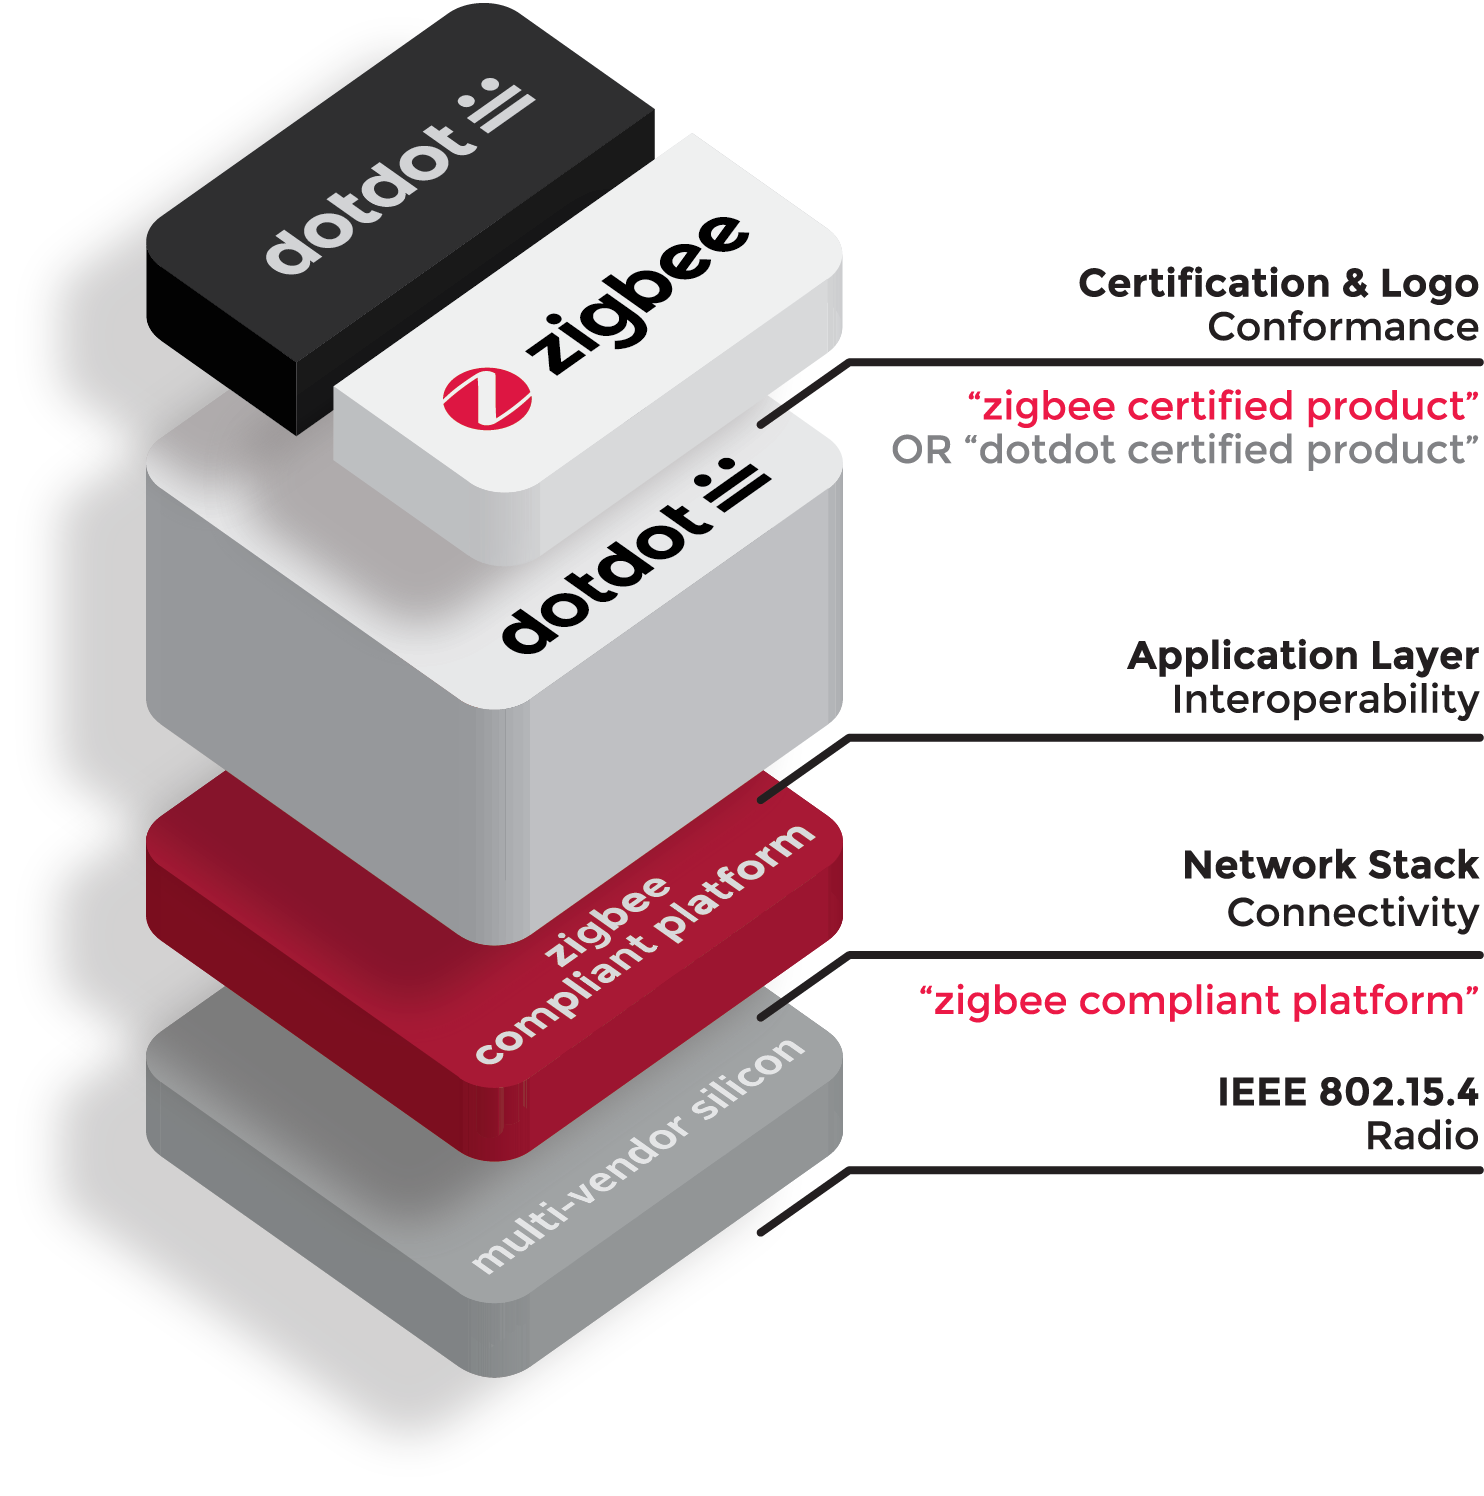 dotdot
zigbee
Certification & Logo
Conformance
“zigbee certified product”
OR “dotdot certified product”
dotdot
Application Layer
Interoperability
zigbee
compliant platform
Network Stack
Connectivity
“zigbee compliant platform”
multi-vendor silicon
IEEE 802.15.4
Radio